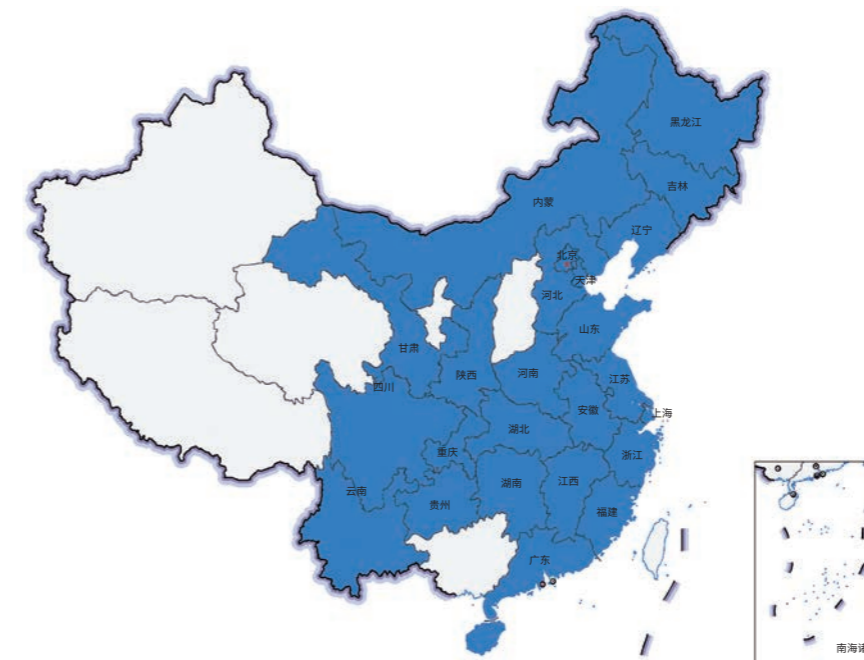 黑龙江
吉林
内蒙
辽宁
北京
天津
河北
山东
甘肃
陕西
河南
江苏
四川
安徽
上海
湖北
重庆
浙江
云南
贵州
湖南
江西
福建
广东
南海诸